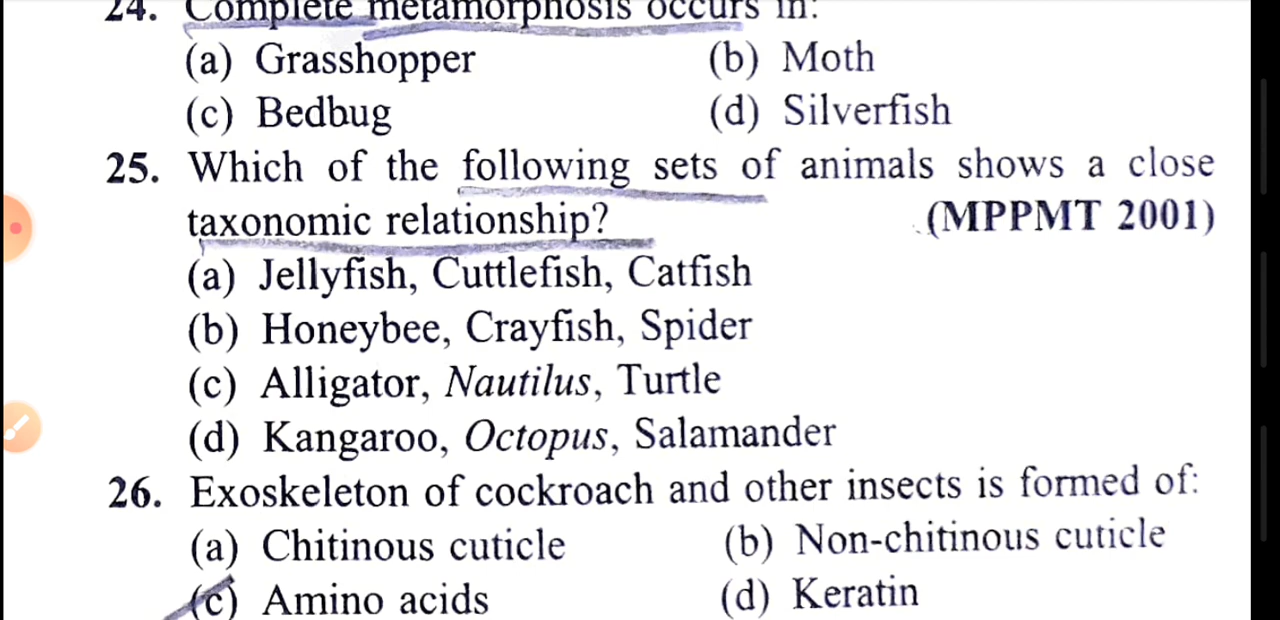 24. Complete metamorphosis occurs in:
(a) Grasshopper (b) Moth
(c) Bedbug (d) Silverfish
25. Which of the following sets of animals shows a close
taxonomic relationship? (MPPMT 2001)
(a) Jellyfish, Cuttlefish, Catfish
(b) Honeybee, Crayfish, Spider
(c) Alligator, Nautilus, Turtle
(d) Kangaroo, Octopus, Salamander
26. Exoskeleton of cockroach and other insects is formed of:
(a) Chitinous cuticle (b) Non-chitinous cuticle
(c) Amino acids (d) Keratin